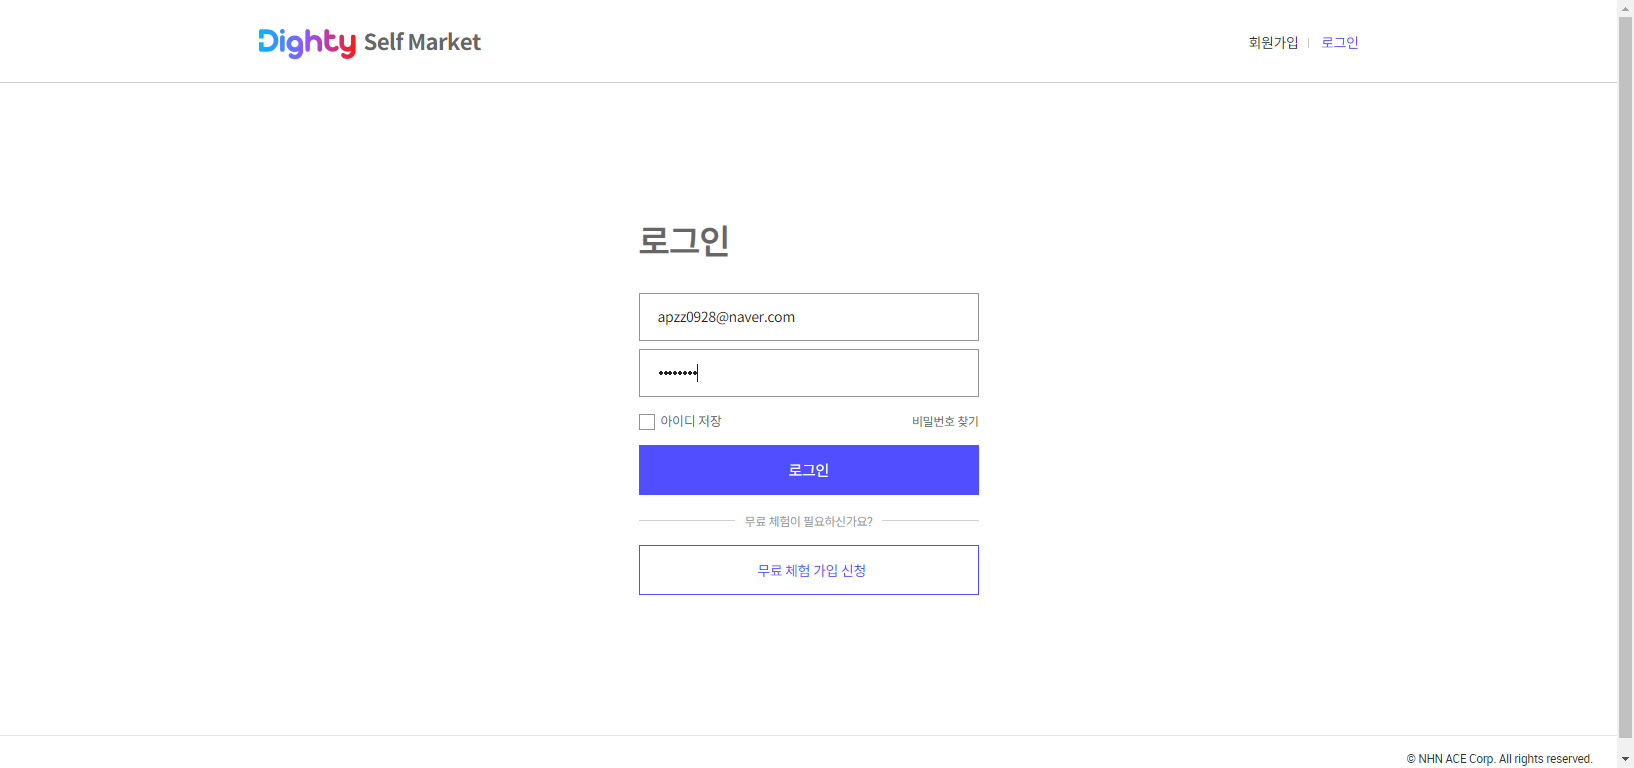 Dighty Self Market
회원가입
로그인
로그인
apzz0928@naver.com
••••••••
아이디 저장
비밀번호 찾기
로그인
무료 체험이 필요하신가요?
무료 체험 가입 신청
© NHN ACE Corp. All rights reserved.